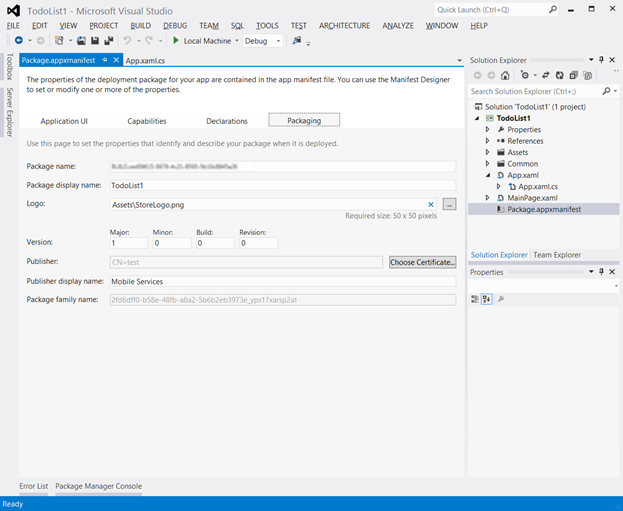 TodoList1 - Microsoft Visual Studio
Quick Launch (Ctrl+Q)
FILE EDIT VIEW PROJECT BUILD DEBUG TEAM SQL TOOLS TEST ARCHITECTURE ANALYZE WINDOW HELP
Local Machine Debug
Toolbox
Server Explorer
Package.appxmanifest App.xaml.cs
The properties of the deployment package for your app are contained in the app manifest file. You can use the Manifest Designer
to set or modify one or more of the properties.
Application UI Capabilities Declarations Packaging
Use this page to set the properties that identify and describe your package when it is deployed.
Package name:
Package display name: TodoList1
Logo: Assets\StoreLogo.png ...
Required size: 50 x 50 pixels
Major: Minor: Build: Revision:
Version: 1 0 0 0
Publisher: CN=test Choose Certificate...
Publisher display name: Mobile Services
Package family name: 2fd6dff0-b58e-48fb-a8a2-5b6b2eb3973e_yps17xarsp2at
Solution Explorer
Search Solution Explorer (Ctrl+;)
Solution 'TodoList1' (1 project)
TodoList1
Properties
References
Assets
Common
App.xaml
App.xaml.cs
MainPage.xaml
Package.appxmanifest
Solution Explorer Team Explorer
Properties
Error List Package Manager Console
Ready